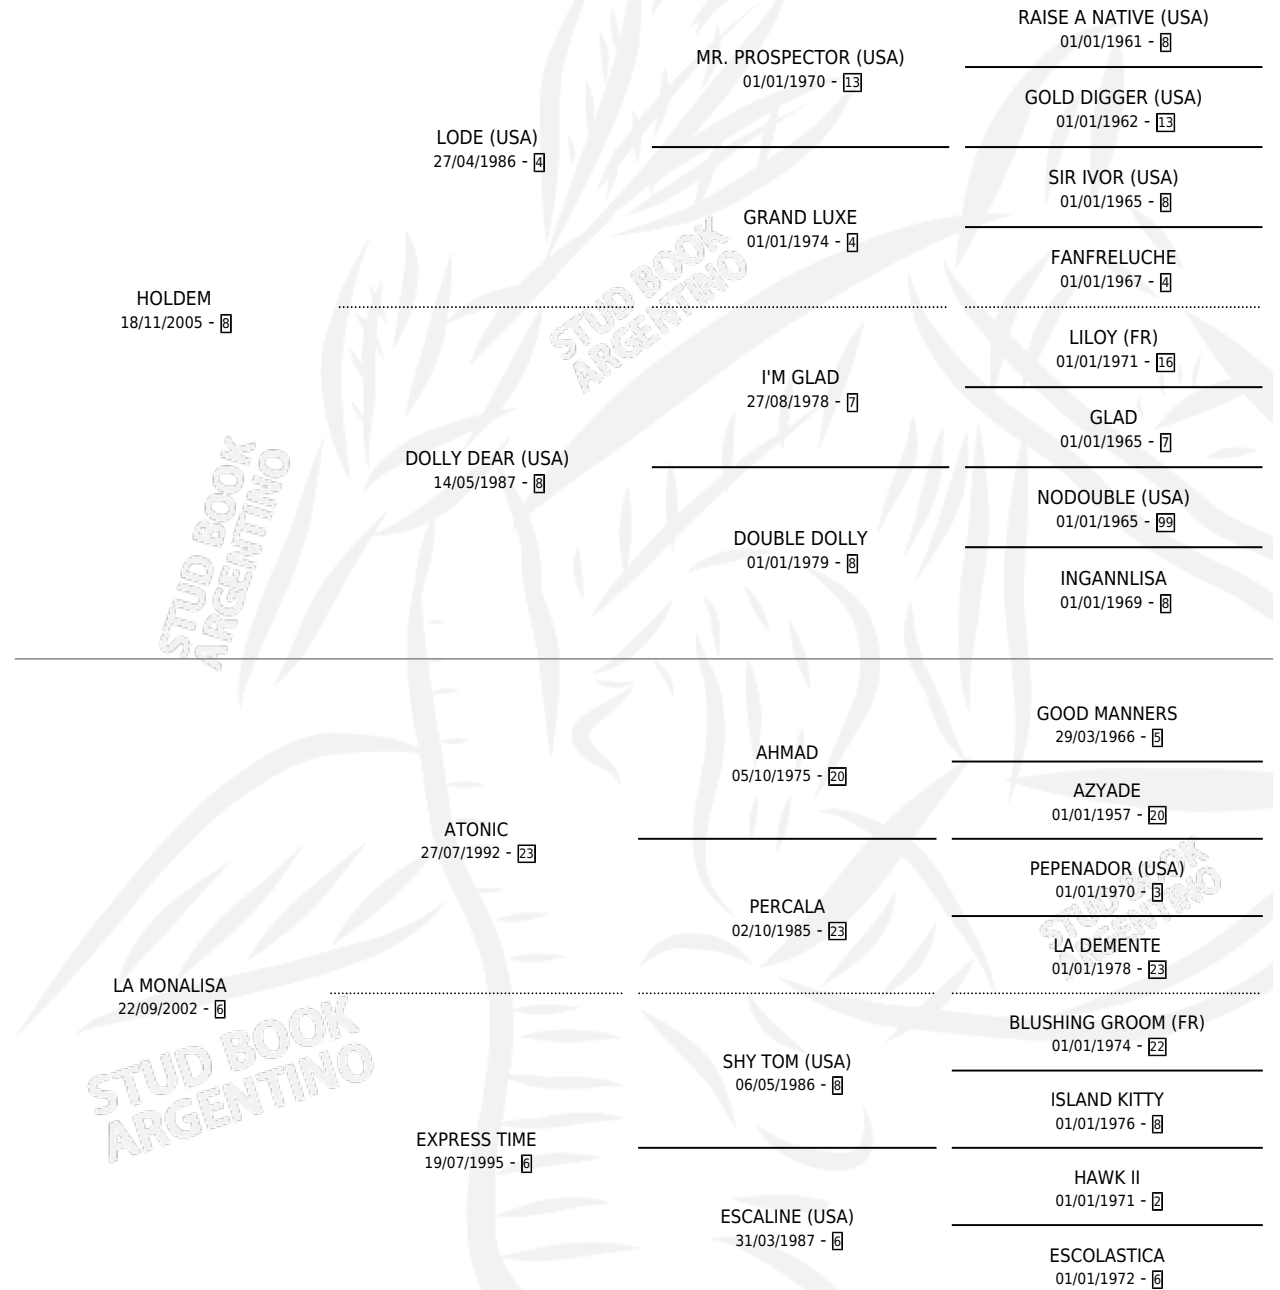 RAISE A NATIVE (USA)
01/01/1961 - 8
MR. PROSPECTOR (USA)
01/01/1970 - 13
GOLD DIGGER (USA)
01/01/1962 - 13
LODE (USA)
27/04/1986 - 4
SIR IVOR (USA)
01/01/1965 - 8
GRAND LUXE
01/01/1974 - 4
FANFRELUCHE
01/01/1967 - 4
HOLDEM
18/11/2005 - 8
STUD BOOK
ARGENTINO
LILOY (FR)
01/01/1971 - 16
I'M GLAD
27/08/1978 - 7
GLAD
01/01/1965 - 7
DOLLY DEAR (USA)
14/05/1987 - 8
NODOUBLE (USA)
01/01/1965 - 99
DOUBLE DOLLY
01/01/1979 - 8
INGANNLISA
01/01/1969 - 8
STUD BOOK
ARGENTINO
GOOD MANNERS
29/03/1966 - 5
AHMAD
05/10/1975 - 20
AZYADE
01/01/1957 - 20
ATONIC
27/07/1992 - 23
PEPENADOR (USA)
01/01/1970 - 3
PERCALA
02/10/1985 - 23
STUD BOOK
ARGENTINO
LA DEMENTE
01/01/1978 - 23
LA MONALISA
22/09/2002 - 6
STUD BOOK
ARGENTINO
BLUSHING GROOM (FR)
01/01/1974 - 22
SHY TOM (USA)
06/05/1986 - 8
ISLAND KITTY
01/01/1976 - 8
EXPRESS TIME
19/07/1995 - 6
HAWK II
01/01/1971 - 2
ESCALINE (USA)
31/03/1987 - 6
ESCOLASTICA
01/01/1972 - 6